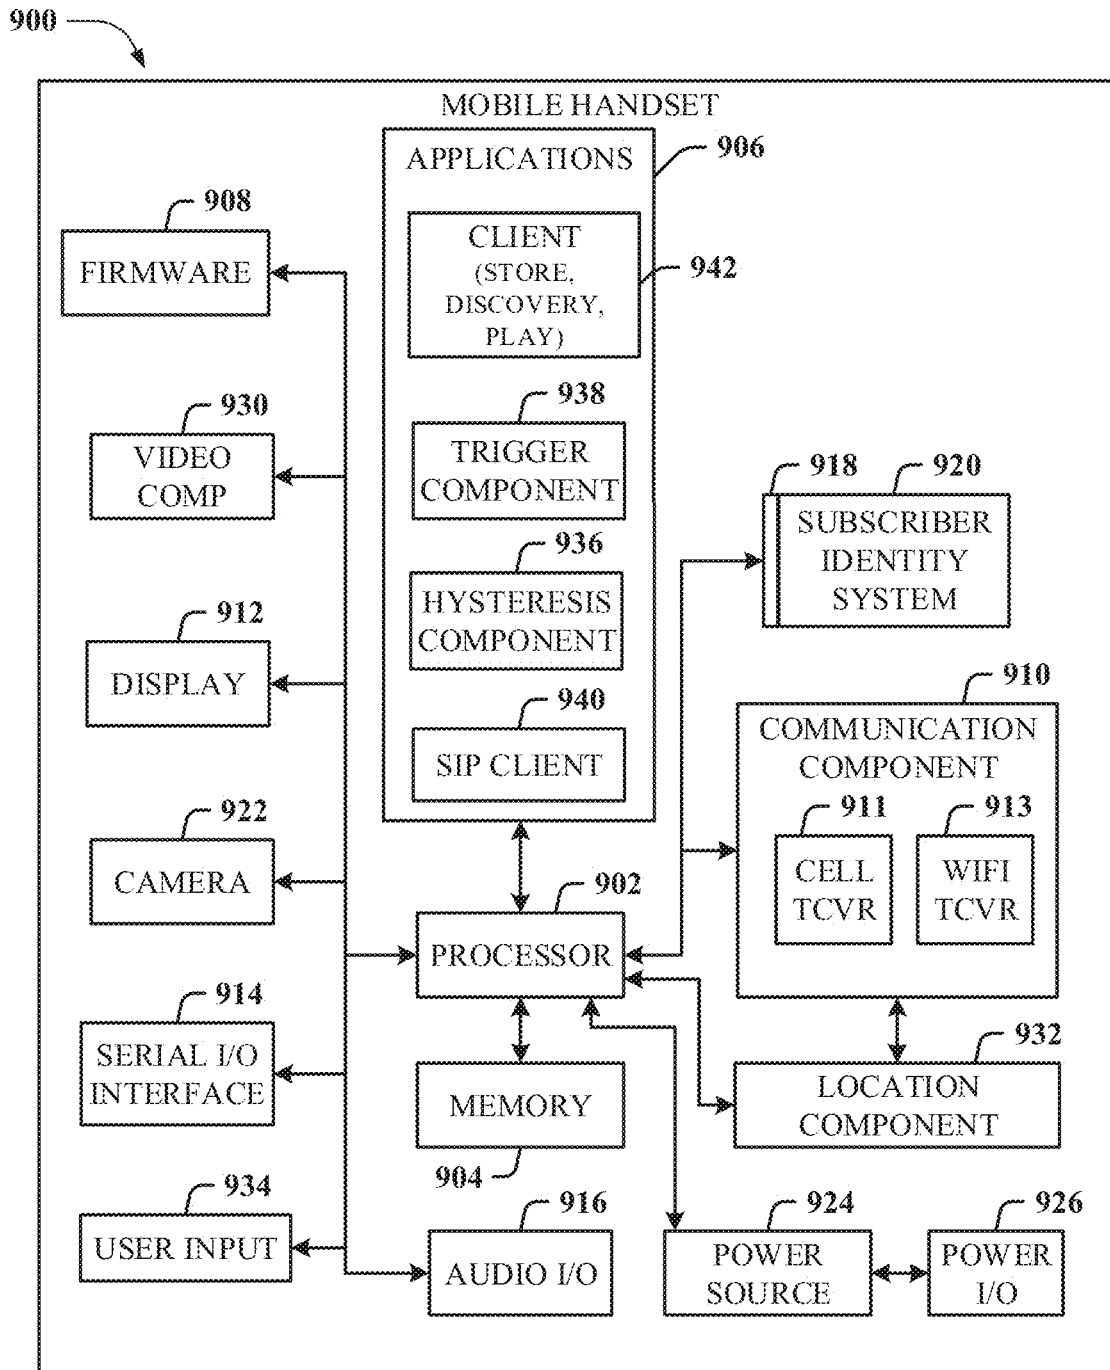 900
MOBILE HANDSET
APPLICATIONS
906
CLIENT
(STORE,
DISCOVERY,
PLAY)
942
938
TRIGGER
COMPONENT
936
HYSTERESIS
COMPONENT
940
SIP CLIENT
908
FIRMWARE
930
VIDEO
COMP
912
DISPLAY
922
CAMERA
914
SERIAL I/O
INTERFACE
934
USER INPUT
902
PROCESSOR
MEMORY
904
916
AUDIO I/O
918
920
SUBSCRIBER
IDENTITY
SYSTEM
910
COMMUNICATION
COMPONENT
911
CELL
TCVR
913
WIFI
TCVR
932
LOCATION
COMPONENT
924
POWER
SOURCE
926
POWER
I/O